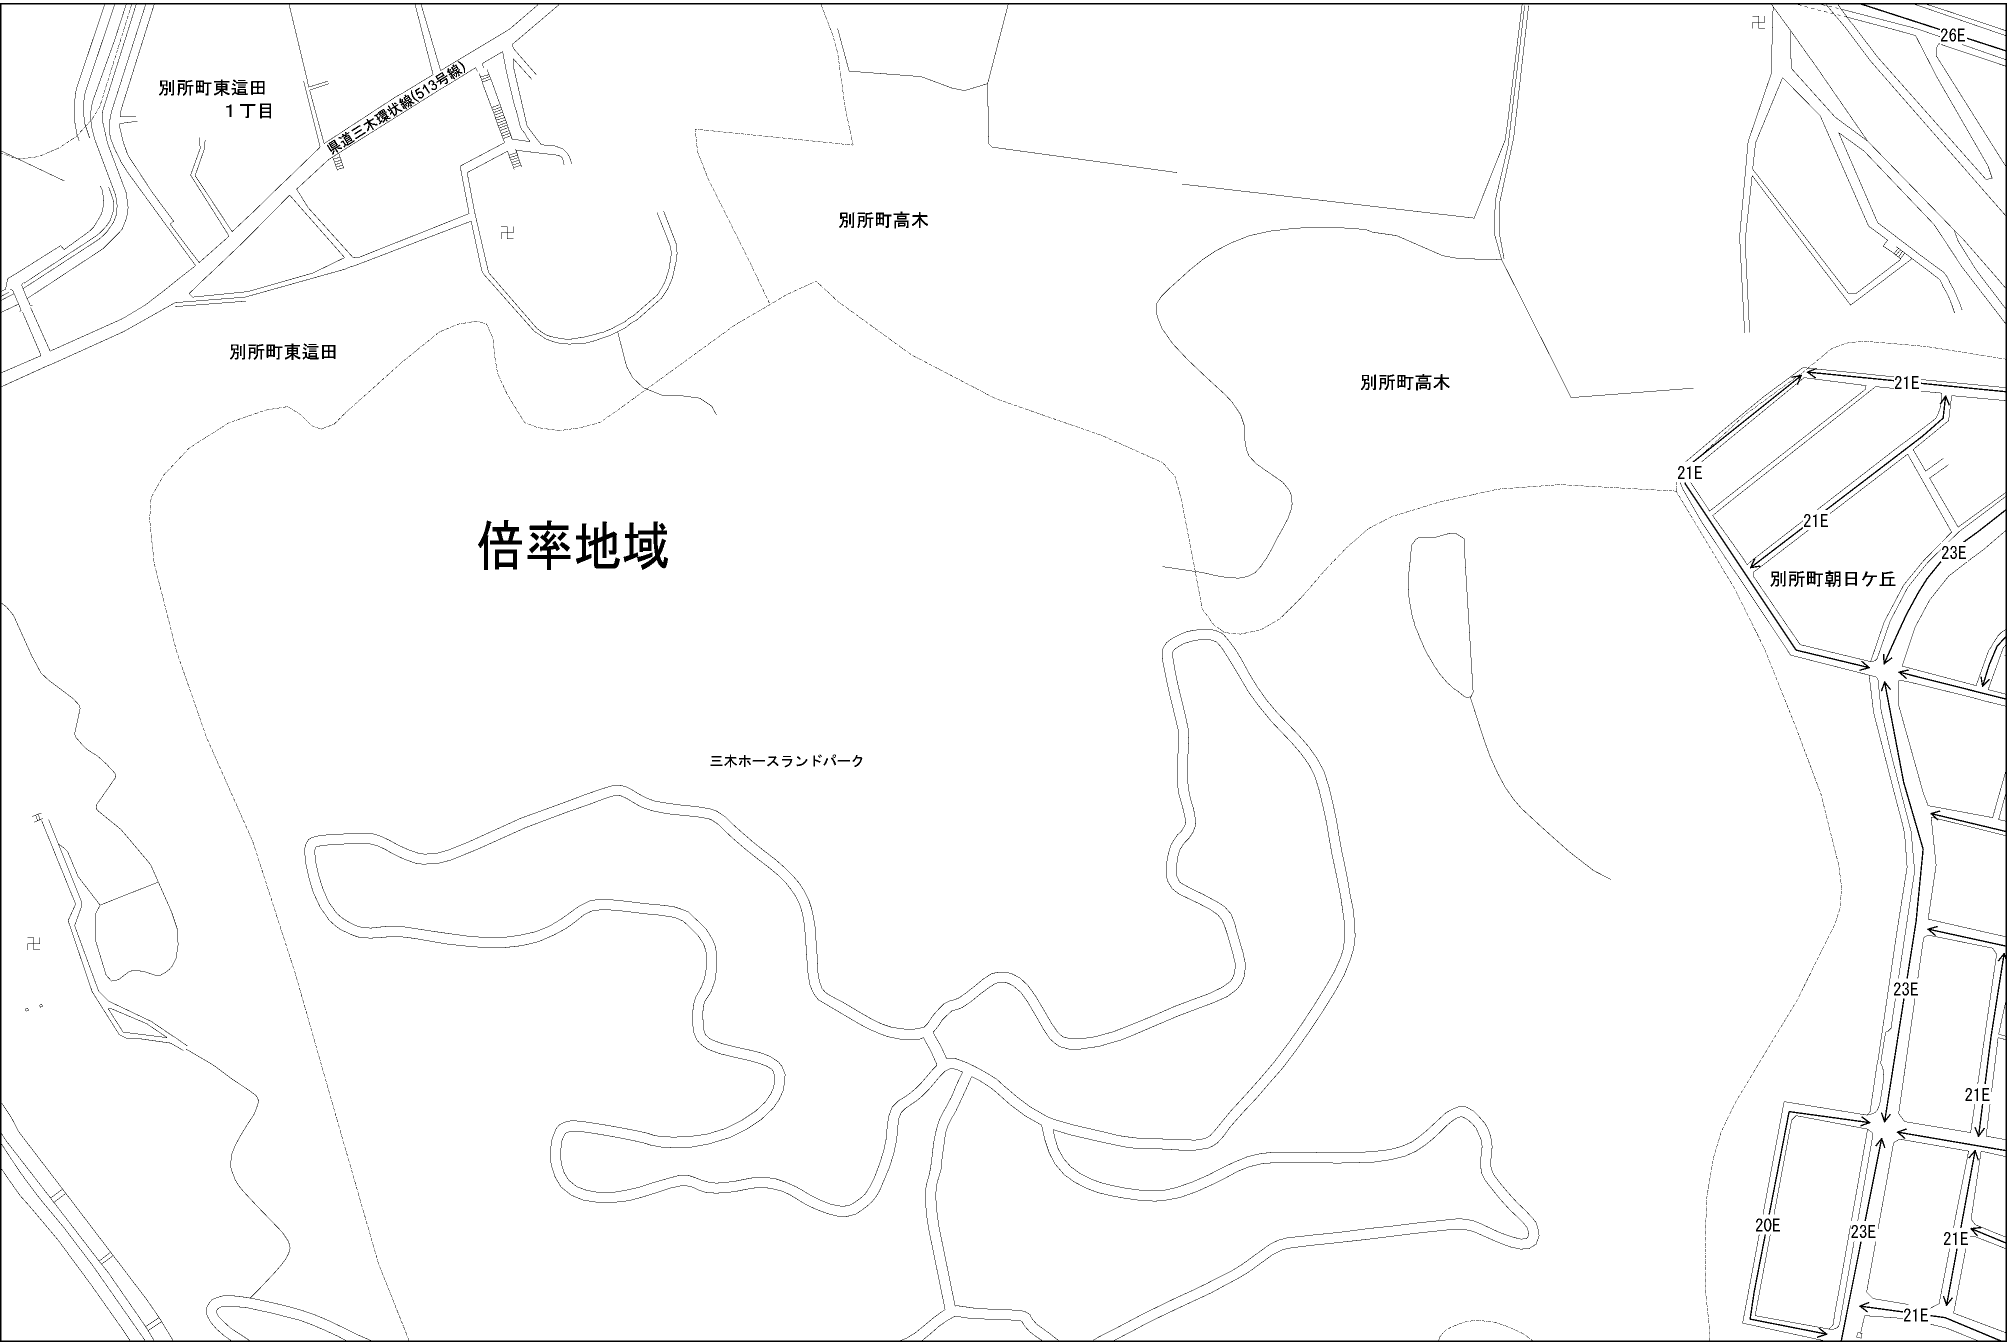 26E
別所町東這田
1丁目
県道三木環状線(513号線)
別所町高木
別所町東這田
別所町高木
21E
21E
21E
倍率地域
23E
別所町朝日ケ丘
三木ホースランドパーク
23E
21E
20E
23E
21E
21E